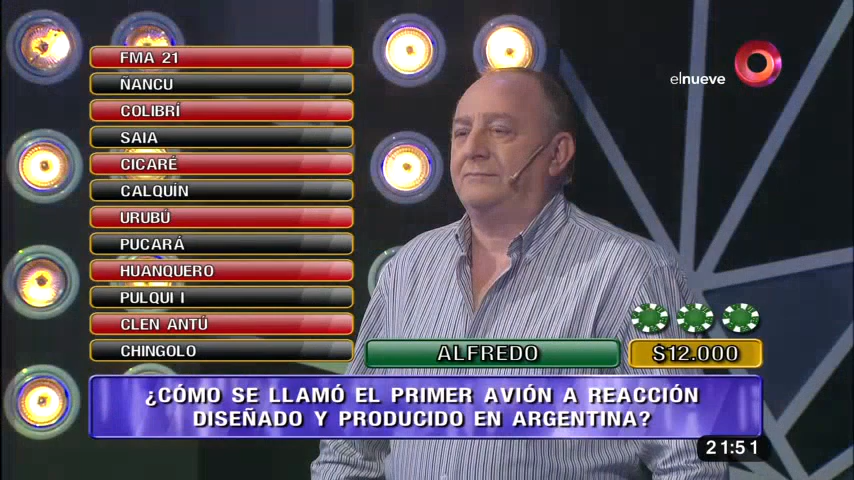 FMA 21
ÑANCU
COLIBRÍ
SAIA
CICARÉ
CALQUÍN
URUBÚ
PUCARÁ
HUANQUERO
PULQUI I
CLEN ANTÚ
CHINGOLO
elnueve
ALFREDO
$12.000
¿CÓMO SE LLAMÓ EL PRIMER AVIÓN A REACCIÓN
DISEÑADO Y PRODUCIDO EN ARGENTINA?
21:51